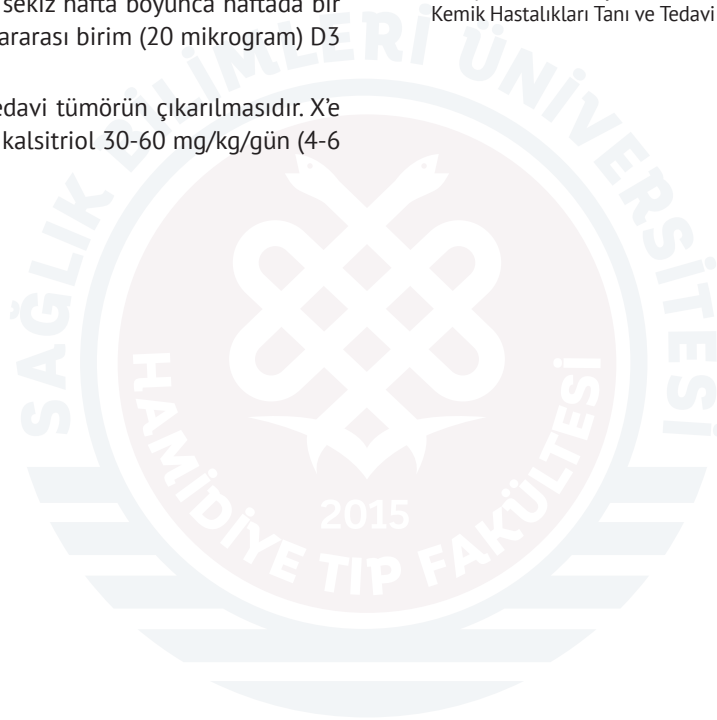 sekiz hafta boyunca haftada bir
ararası birim (20 mikrogram) D3
edavi tümörün çıkarılmasıdır. X’e
kalsitriol 30-60 mg/kg/gün (4-6
Kemik Hastalıkları Tanı ve Tedavi
SAĞLIK BİLİMLERİ ÜNİVERSİTESİ
HAMİDİYE TIP FAKÜLTESİ
2015